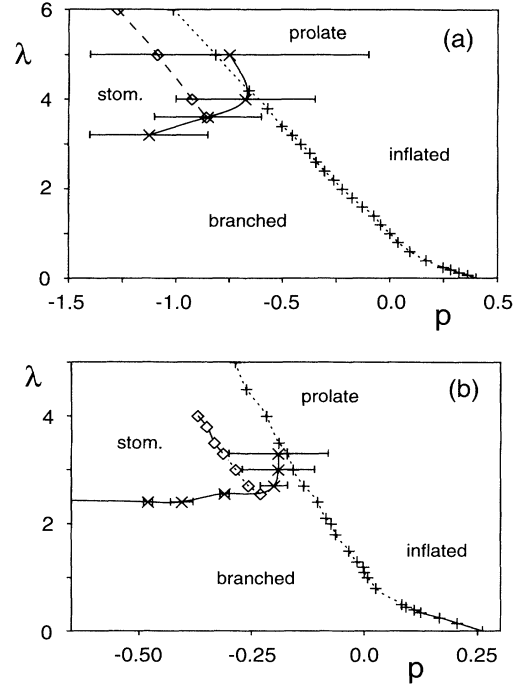 6
(a)
prolate
λ
stom.
4
inflated
2
branched
0
-1.5 -1.0 -0.5 0.0 0.5
p
λ
(b)
prolate
4
stom.
2
inflated
branched
0
-0.50 -0.25 0.00 0.25
p